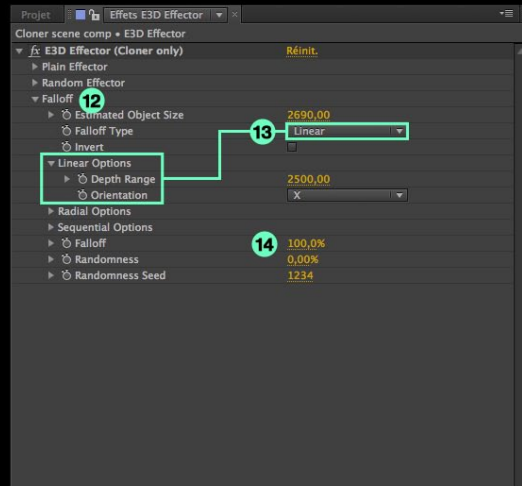 Projet Effets E3D Effector
Cloner scene comp • E3D Effector
fx E3D Effector (Cloner only) Réinit.
Plain Effector
Random Effector
Falloff 12
Estimated Object Size 2690,00
Falloff Type 13 Linear
Invert
Linear Options
Depth Range 2500,00
Orientation X
Radial Options
Sequential Options
Falloff 14 100,0%
Randomness 0,00%
Randomness Seed 1234